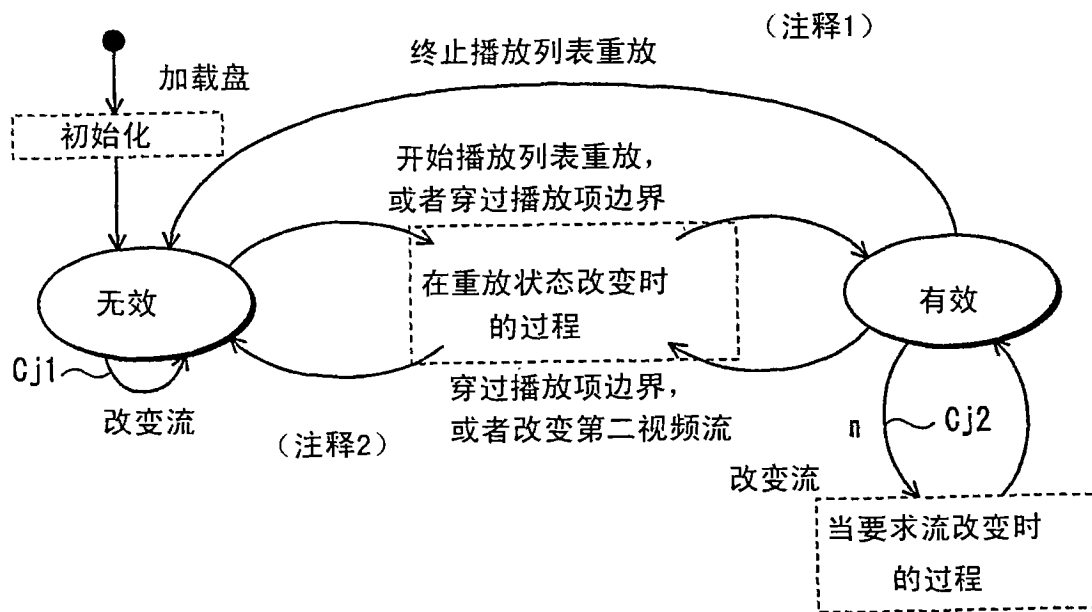 （注释1）
终止播放列表重放
加载盘
初始化
开始播放列表重放，
或者穿过播放项边界
无效
在重放状态改变时
的过程
有效
Cj1
改变流
穿过播放项边界，
或者改变第二视频流
（注释2）
n
Cj2
改变流
当要求流改变时
的过程